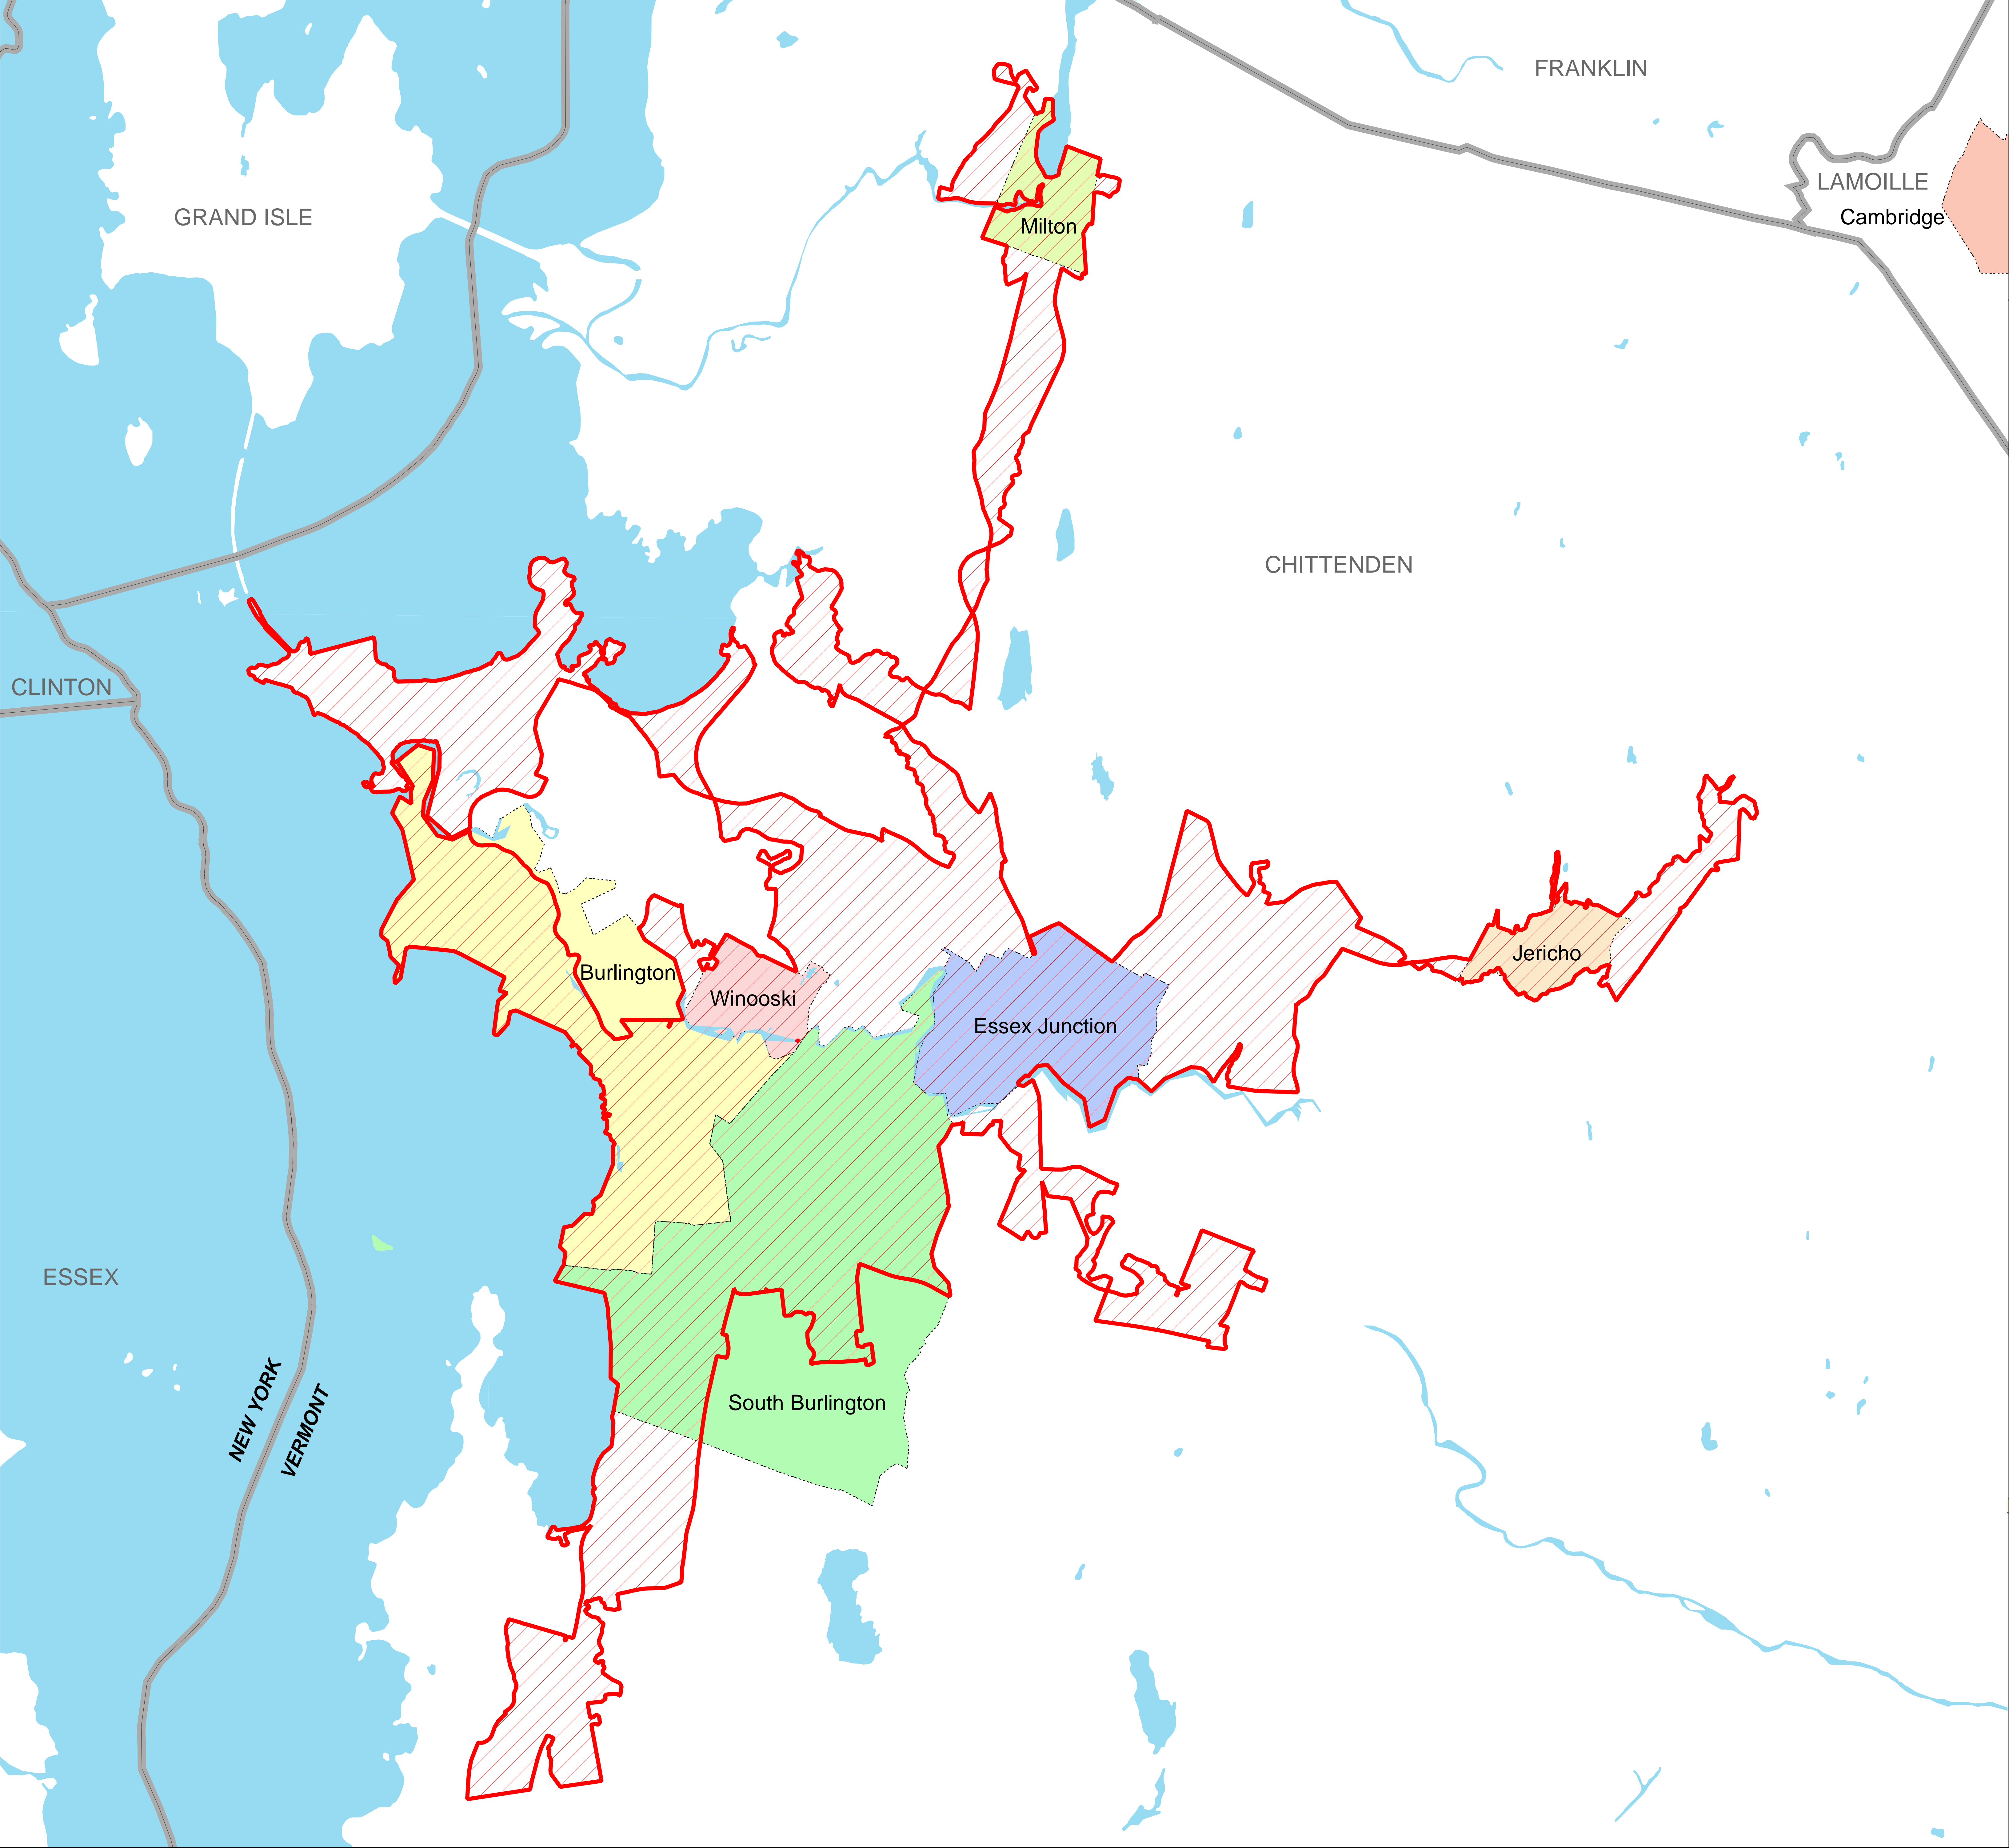 FRANKLIN
LAMOILLE
GRAND ISLE
Cambridge
Milton
CHITTENDEN
CLINTON
Jericho
Burlington
Winooski
Essex Junction
ESSEX
NEW YORK
VERMONT
South Burlington